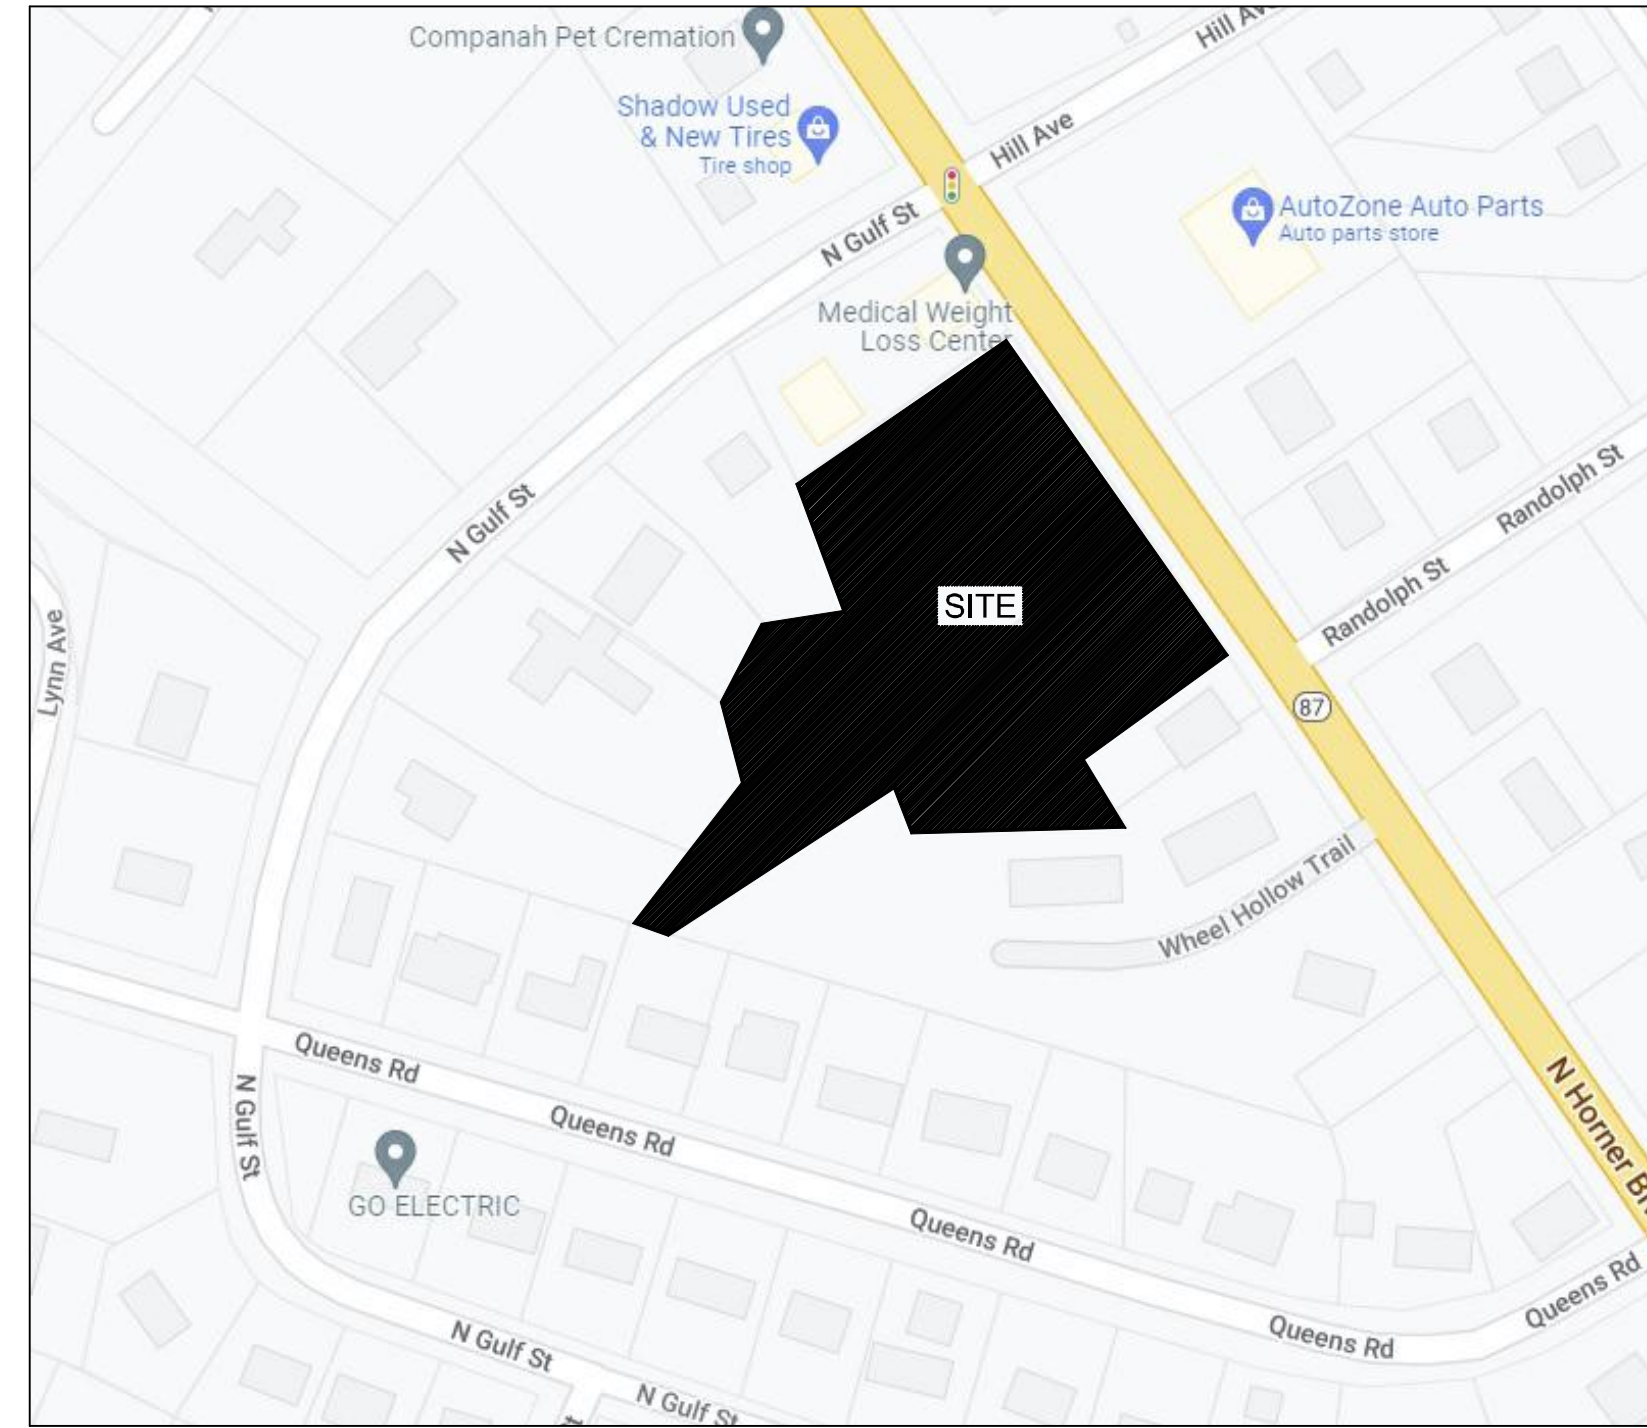 Companah Pet Cremation
Hill Ave
Shadow Used
& New Tires
Tire shop
Hill Ave
N Gulf St
AutoZone Auto Parts
Auto parts store
Medical Weight
Loss Center
N Gulf St
Randolph St
Randolph St
SITE
Lynn Ave
87
Wheel Hollow Trail
Queens Rd
N Gulf St
Queens Rd
N Horner B
GO ELECTRIC
Queens Rd
Queens Rd
Queens Rd
N Gulf St
N Gulf St